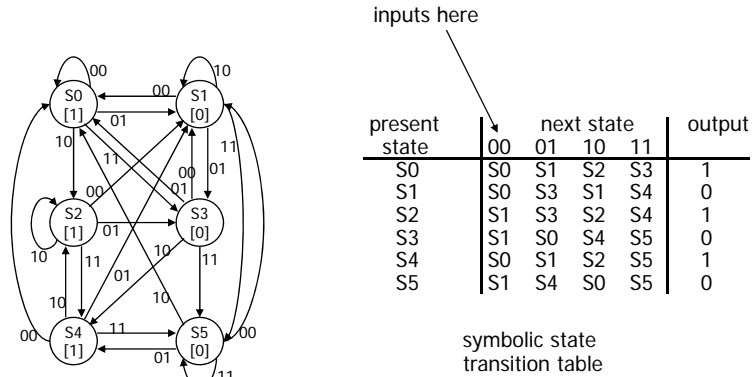 inputs here
00
10
S0
[1]
00
01
S1
[0]
10
11
00
01
11
01
00
S2
[1]
01
S3
[0]
10
11
01
10
10
11
10
S4
[1]
11
01
S5
[0]
00
00
11
present state next state output
00 01 10 11
S0 S0 S1 S2 S3 1
S1 S0 S3 S1 S4 0
S2 S1 S3 S2 S4 1
S3 S1 S0 S4 S5 0
S4 S0 S1 S2 S5 1
S5 S1 S4 S0 S5 0
symbolic state
transition table